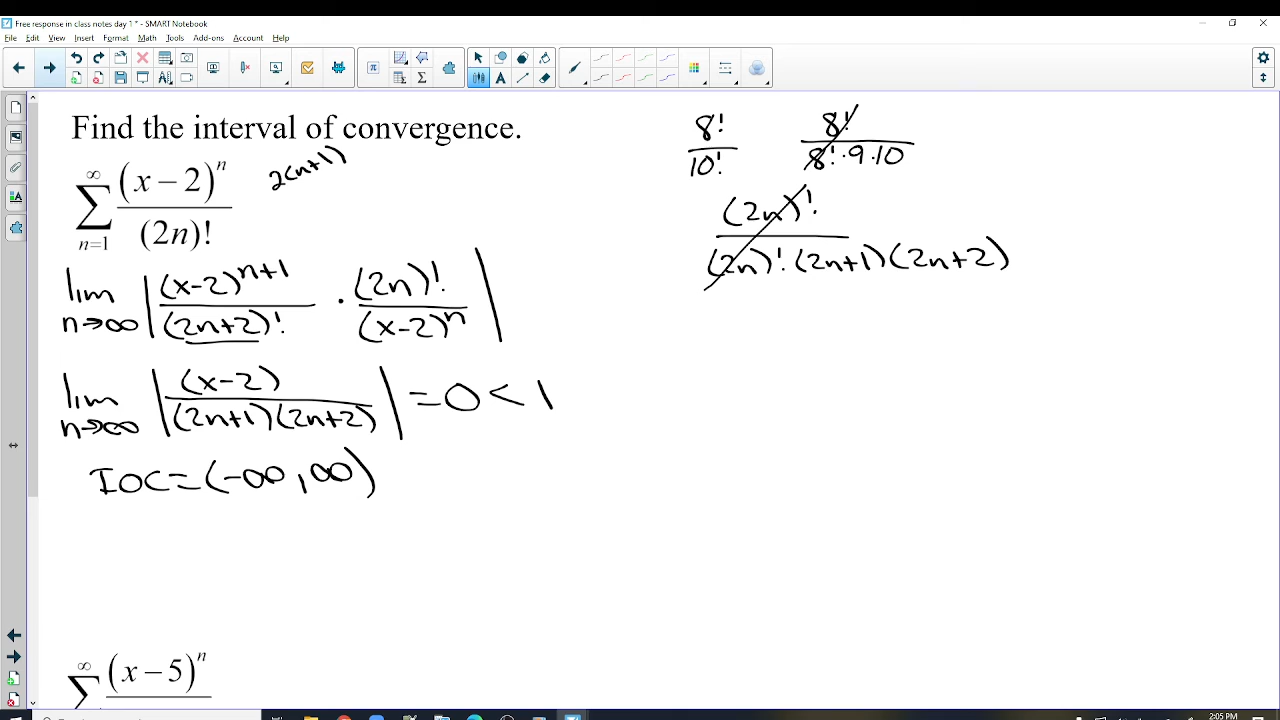 Free response in class notes day 1 * - SMART Notebook
File Edit View Insert Format Math Tools Add-ons Account Help
Find the interval of convergence.
∞
∑ (x − 2)^n / (2n)!
n=1
2(n+1)
lim n→∞ | (x-2)^(n+1) / (2n+2)! · (2n)! / (x-2)^n |
lim n→∞ | (x-2) / (2n+1)(2n+2) | = 0 < 1
IOC = (-∞, ∞)
8! / 10!
8! / 8!·9·10
(2n)! / (2n)!(2n+1)(2n+2)
∞
∑ (x − 5)^n
2:05 PM